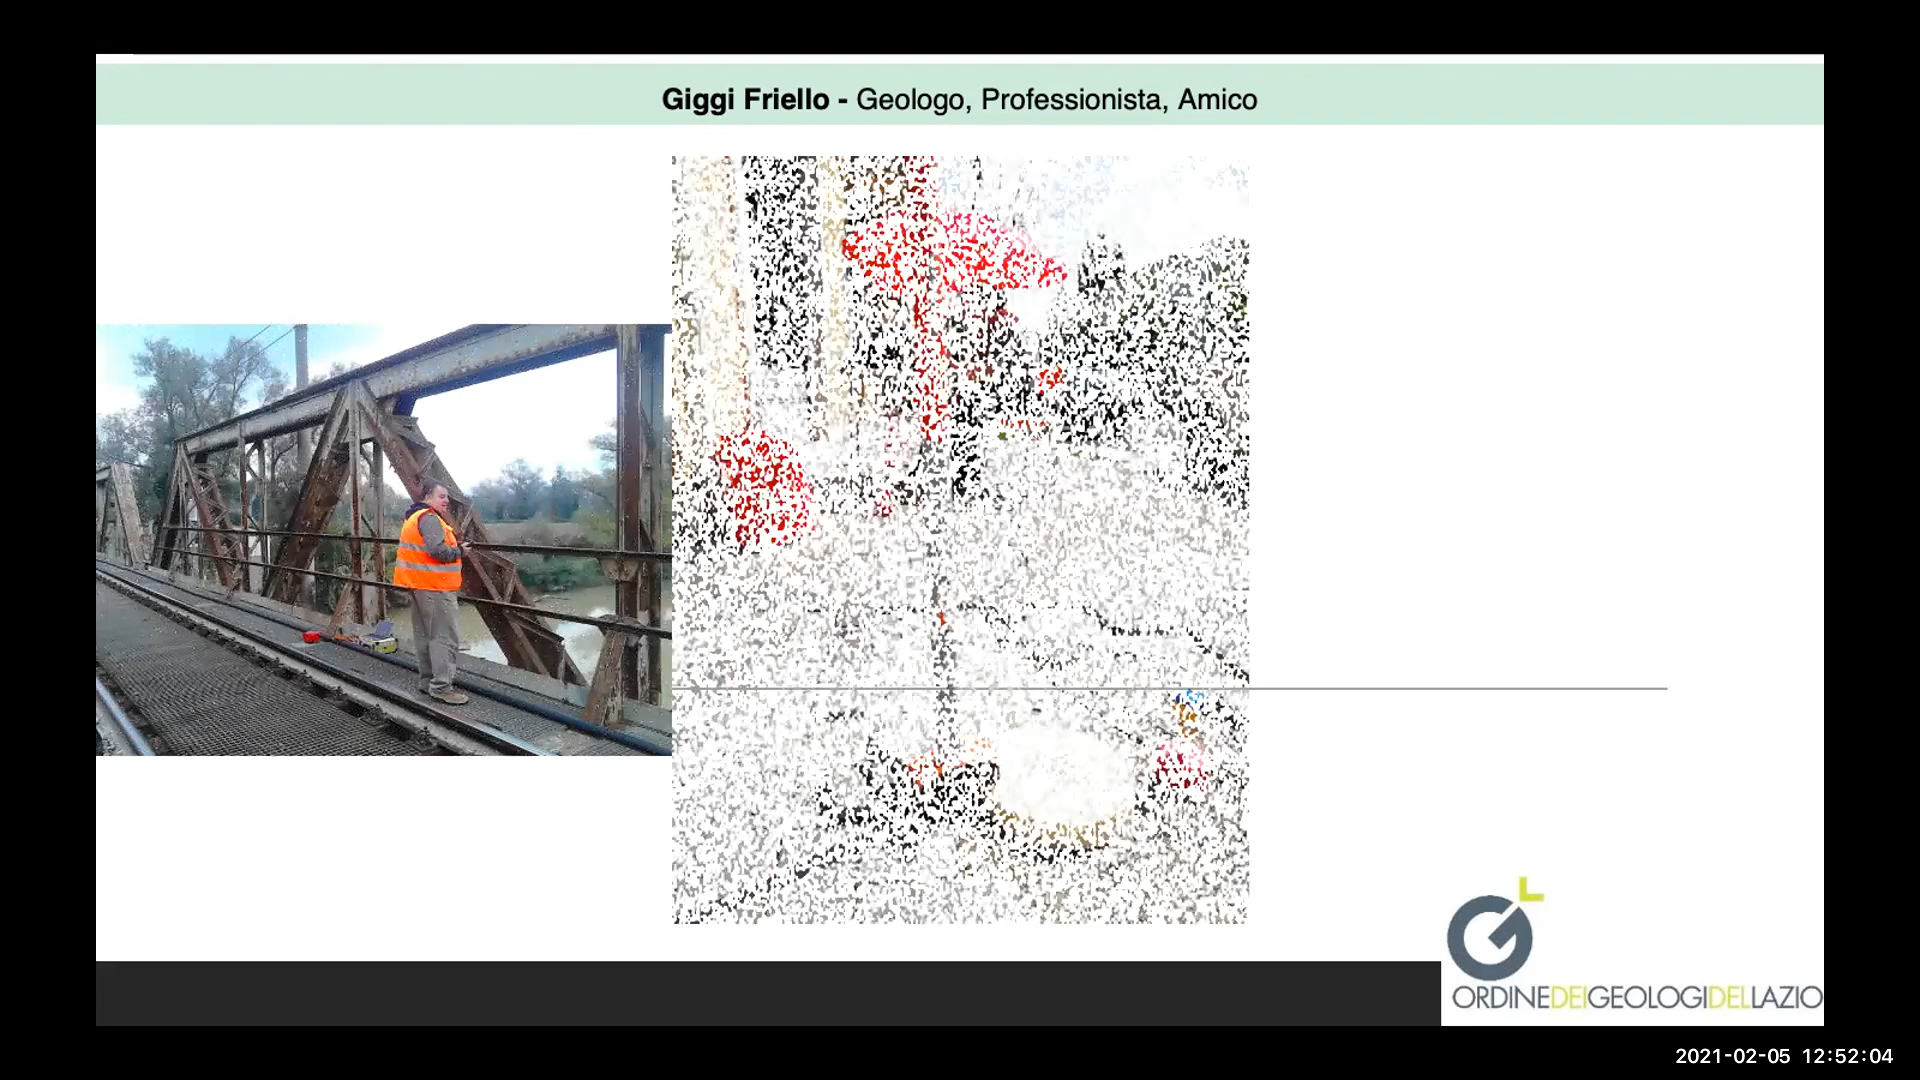 Giggi Friello - Geologo, Professionista, Amico
ORDINEDEIGEOLOGIDELLAZIO
2021-02-05 12:52:04